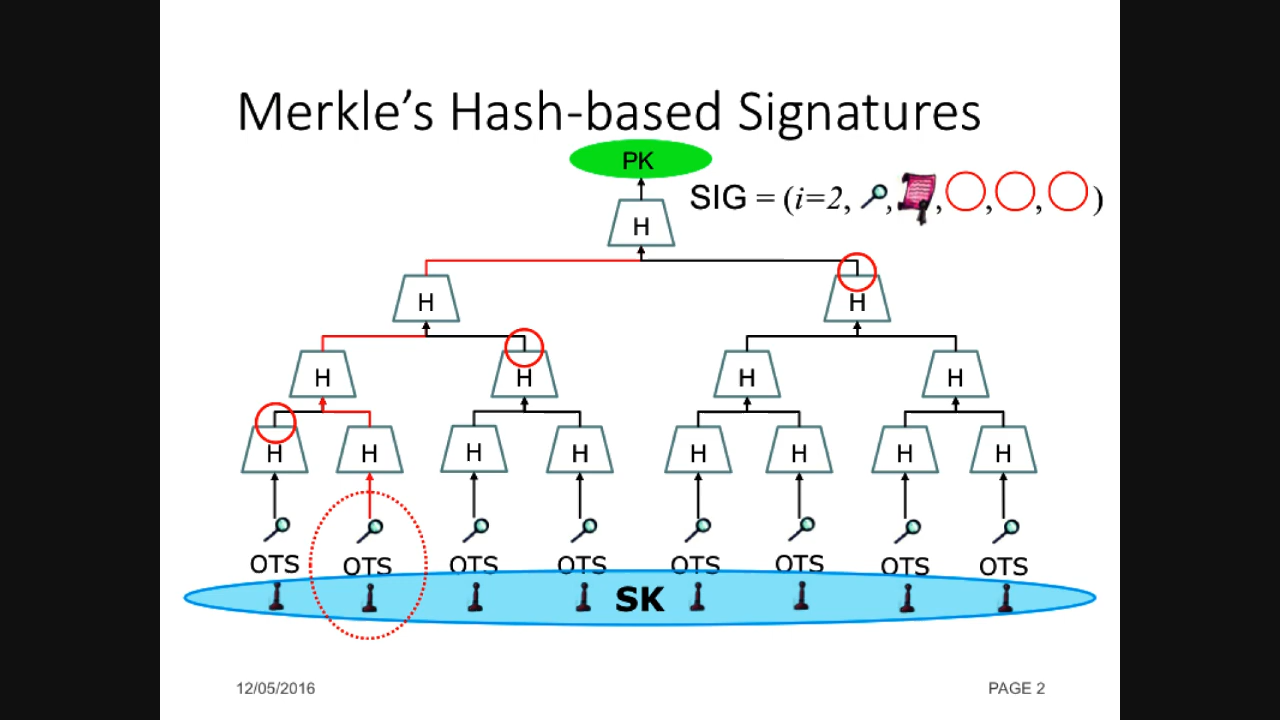 Merkle’s Hash-based Signatures
PK
SIG = (i=2, , , , , )
H
H H
H H H H
H H H H H H H H
OTS OTS OTS OTS OTS OTS OTS OTS
SK
12/05/2016 PAGE 2